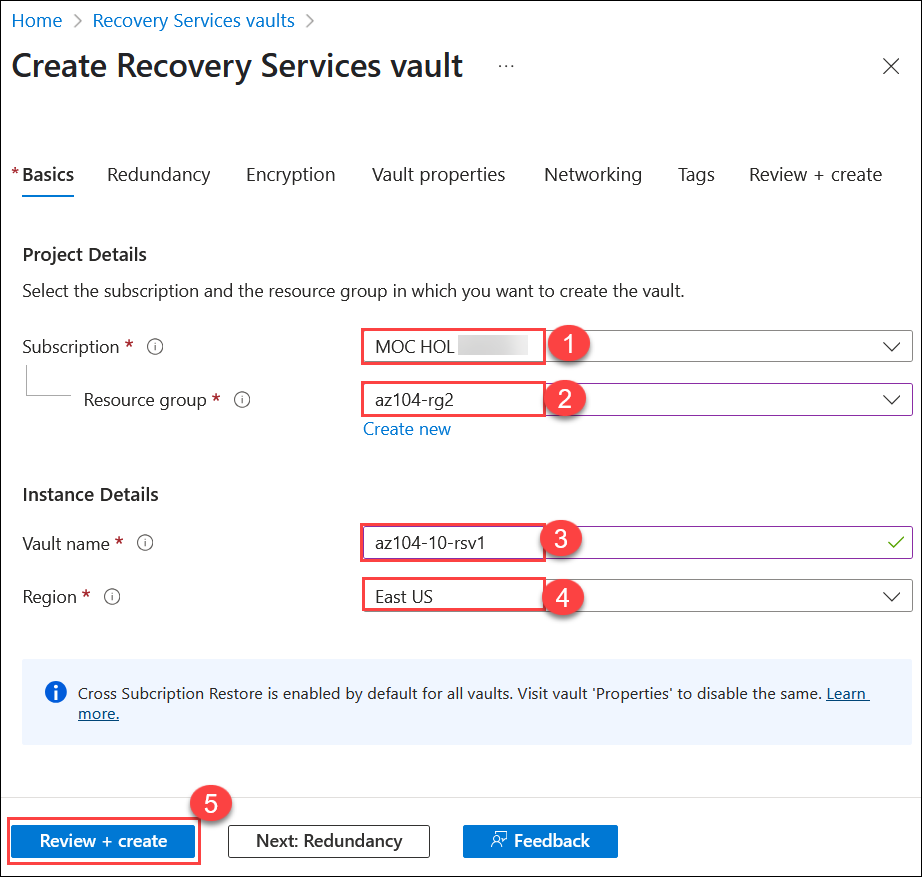 Home > Recovery Services vaults >
Create Recovery Services vault ...
* Basics Redundancy Encryption Vault properties Networking Tags Review + create
Project Details
Select the subscription and the resource group in which you want to create the vault.
Subscription * MOC HOL 1
Resource group * az104-rg2 2
Create new
Instance Details
Vault name * az104-10-rsv1 3
Region * East US 4
Cross Subcription Restore is enabled by default for all vaults. Visit vault 'Properties' to disable the same. Learn
more.
5
Review + create Next: Redundancy Feedback